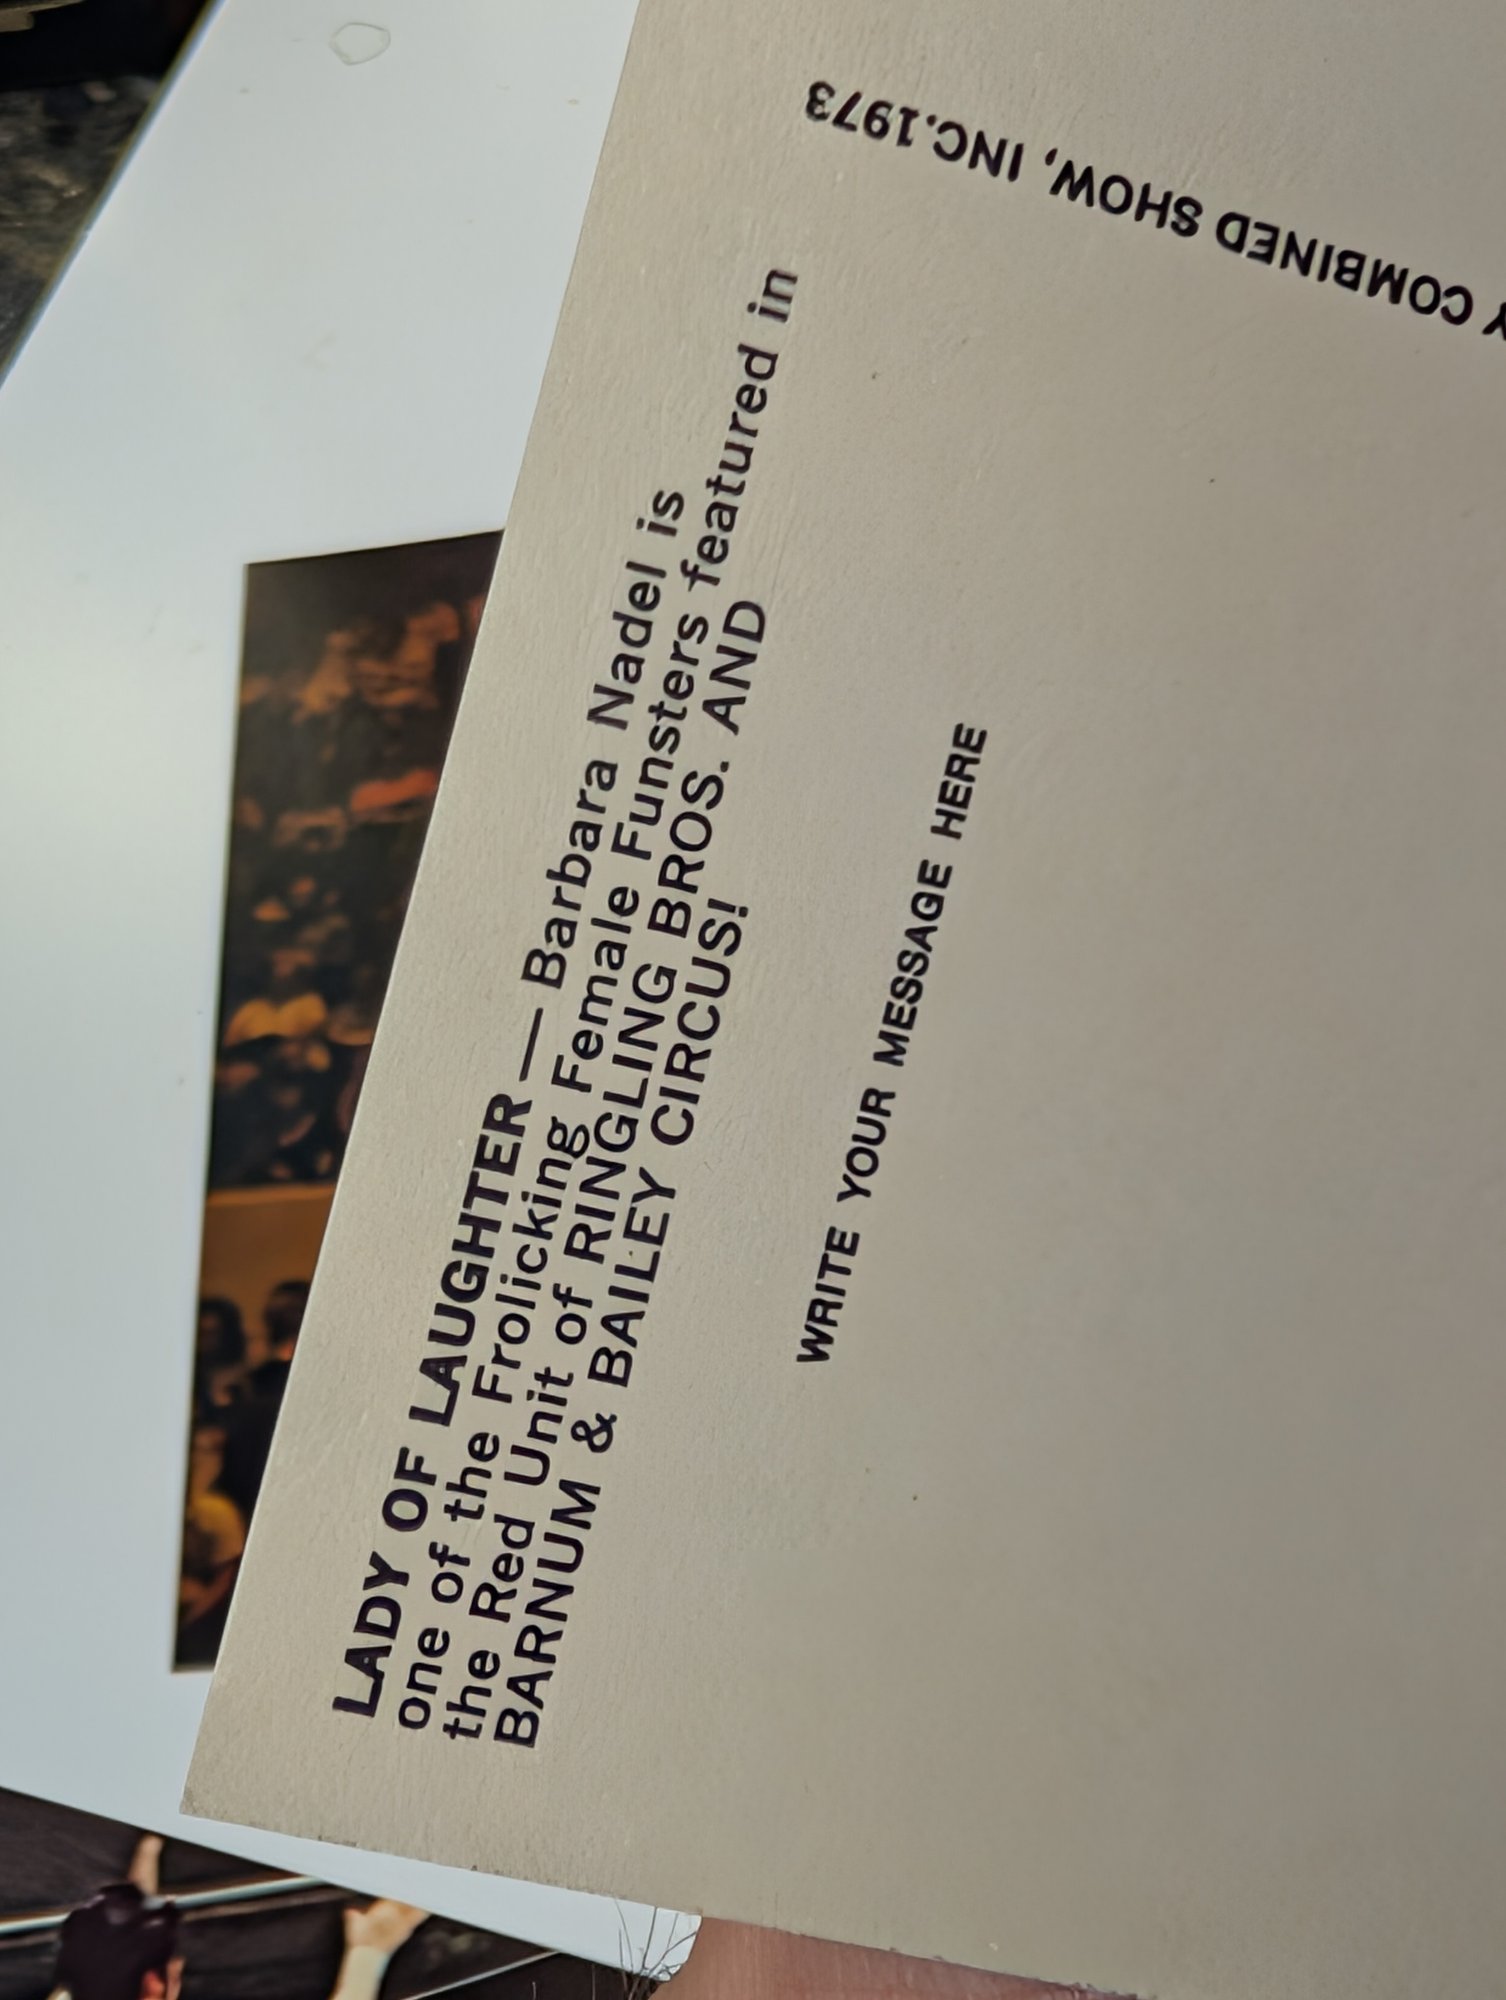 LADY OF LAUGHTER — Barbara Nadel is
one of the Frolicking Female Funsters featured in
the Red Unit of RINGLING BROS. AND
BARNUM & BAILEY CIRCUS!
WRITE YOUR MESSAGE HERE
COMBINED SHOW, INC.1973